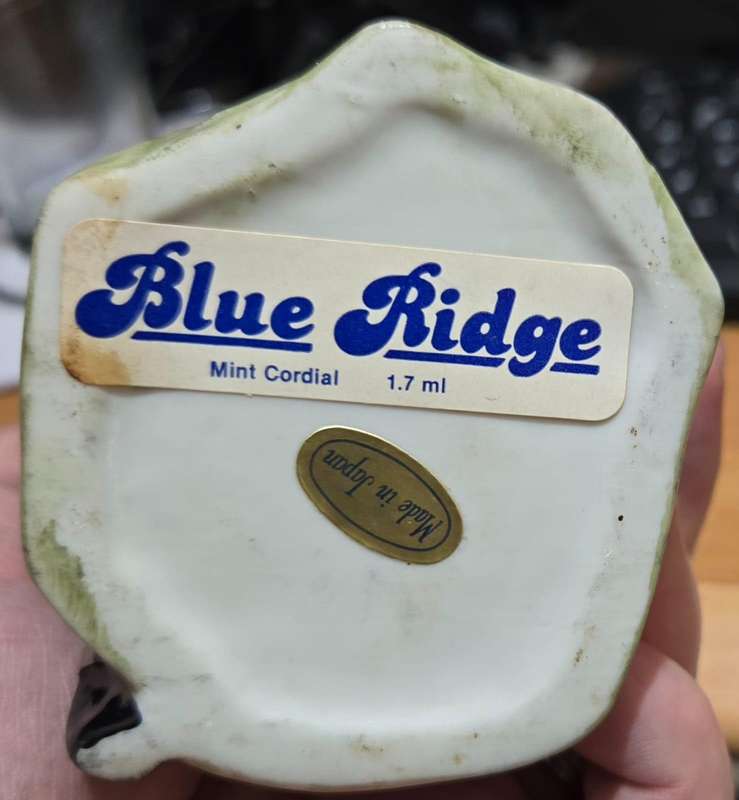 Blue Ridge
Mint Cordial 1.7 ml
Made in Japan